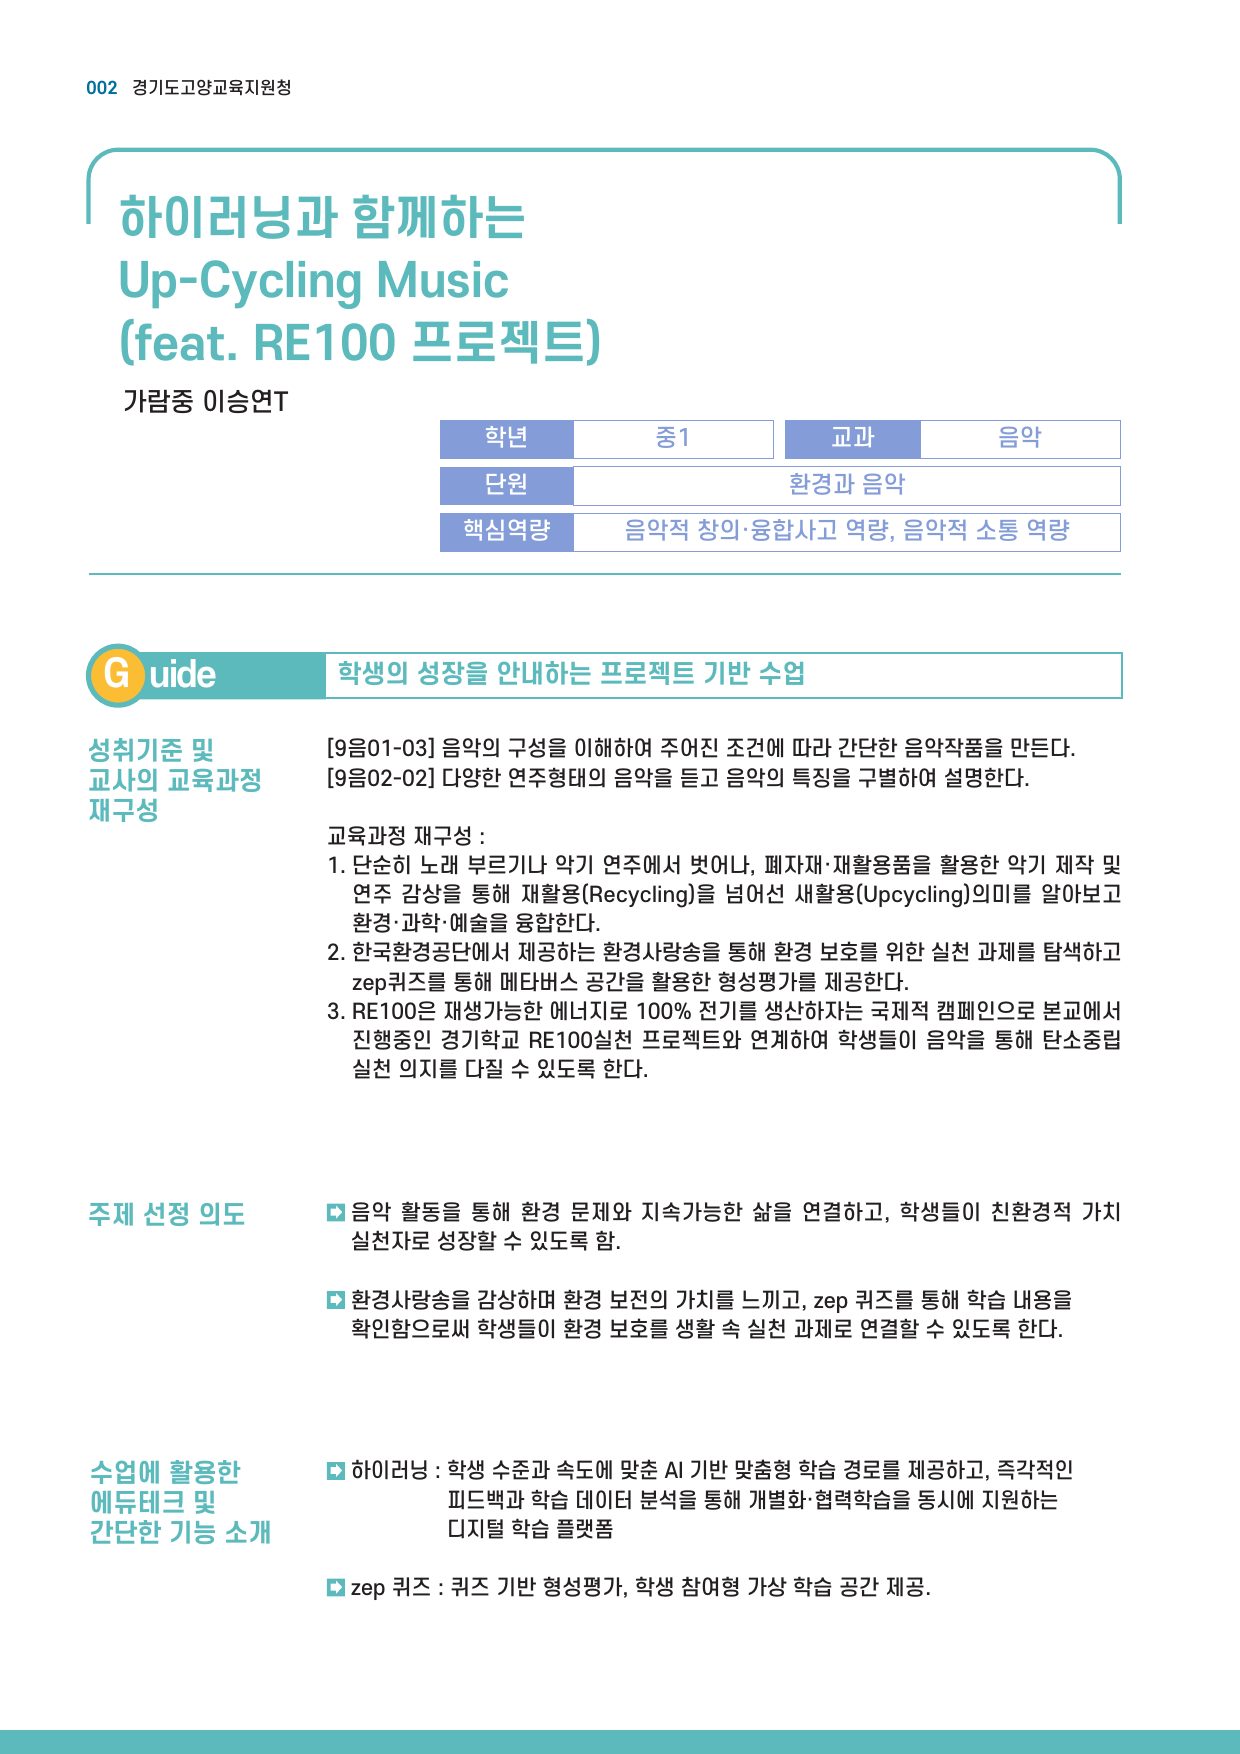 002 경기도고양교육지원청
하이러닝과 함께하는
Up-Cycling Music
(feat. RE100 프로젝트)
가람중 이승연T
학년 중1 교과 음악
단원 환경과 음악
핵심역량 음악적 창의·융합사고 역량, 음악적 소통 역량
Guide 학생의 성장을 안내하는 프로젝트 기반 수업
성취기준 및
교사의 교육과정
재구성
[9음01-03] 음악의 구성을 이해하여 주어진 조건에 따라 간단한 음악작품을 만든다.
[9음02-02] 다양한 연주형태의 음악을 듣고 음악의 특징을 구별하여 설명한다.
교육과정 재구성 :
1. 단순히 노래 부르기나 악기 연주에서 벗어나, 폐자재·재활용품을 활용한 악기 제작 및
연주 감상을 통해 재활용(Recycling)을 넘어선 새활용(Upcycling)의미를 알아보고
환경·과학·예술을 융합한다.
2. 한국환경공단에서 제공하는 환경사랑송을 통해 환경 보호를 위한 실천 과제를 탐색하고
zep퀴즈를 통해 메타버스 공간을 활용한 형성평가를 제공한다.
3. RE100은 재생가능한 에너지로 100% 전기를 생산하자는 국제적 캠페인으로 본교에서
진행중인 경기학교 RE100실천 프로젝트와 연계하여 학생들이 음악을 통해 탄소중립
실천 의지를 다질 수 있도록 한다.
주제 선정 의도
음악 활동을 통해 환경 문제와 지속가능한 삶을 연결하고, 학생들이 친환경적 가치
실천자로 성장할 수 있도록 함.
환경사랑송을 감상하며 환경 보전의 가치를 느끼고, zep 퀴즈를 통해 학습 내용을
확인함으로써 학생들이 환경 보호를 생활 속 실천 과제로 연결할 수 있도록 한다.
수업에 활용한
에듀테크 및
간단한 기능 소개
하이러닝 : 학생 수준과 속도에 맞춘 AI 기반 맞춤형 학습 경로를 제공하고, 즉각적인
피드백과 학습 데이터 분석을 통해 개별화·협력학습을 동시에 지원하는
디지털 학습 플랫폼
zep 퀴즈 : 퀴즈 기반 형성평가, 학생 참여형 가상 학습 공간 제공.